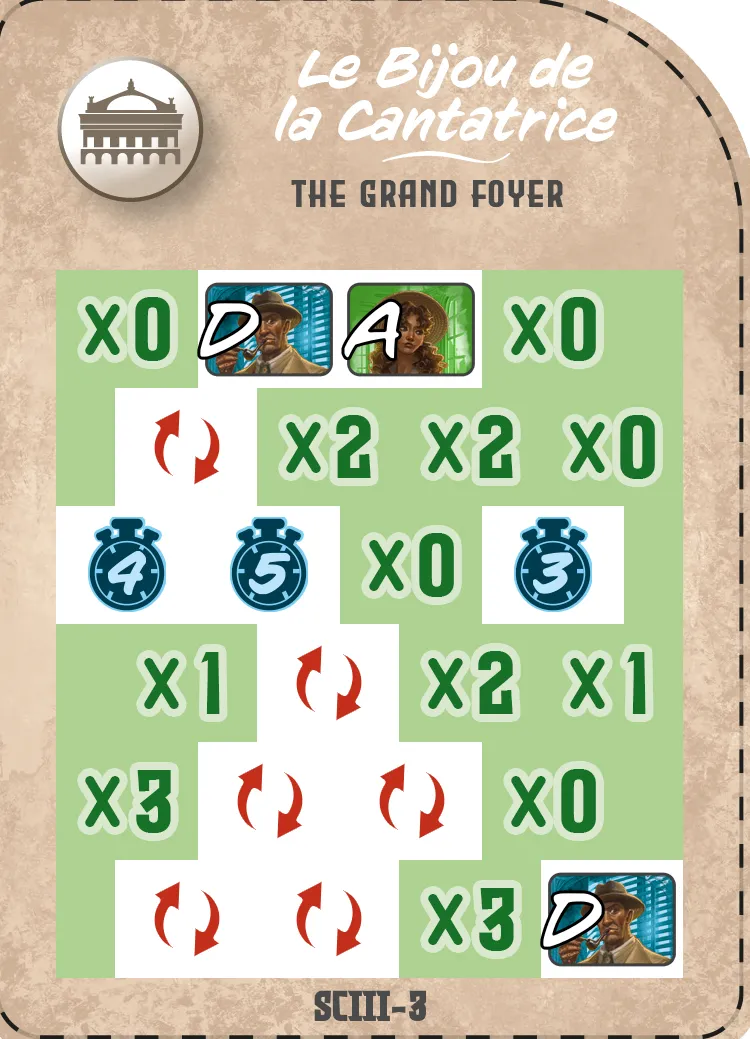 Le Bijou de
la Cantatrice
THE GRAND FOYER
X0 D A X0
X2 X2 X0
4 5 X0 3
X1 X2 X1
X3 X0
X3 D
SCIII-3